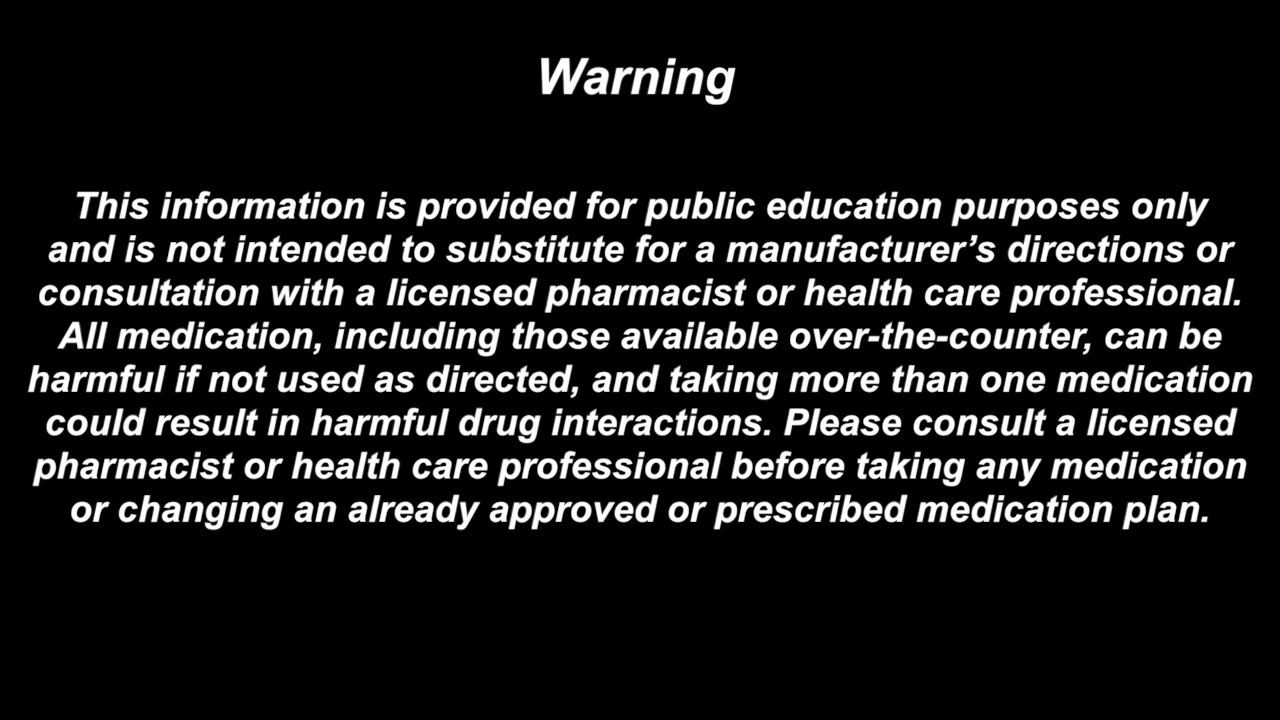 Warning
This information is provided for public education purposes only
and is not intended to substitute for a manufacturer’s directions or
consultation with a licensed pharmacist or health care professional.
All medication, including those available over-the-counter, can be
harmful if not used as directed, and taking more than one medication
could result in harmful drug interactions. Please consult a licensed
pharmacist or health care professional before taking any medication
or changing an already approved or prescribed medication plan.